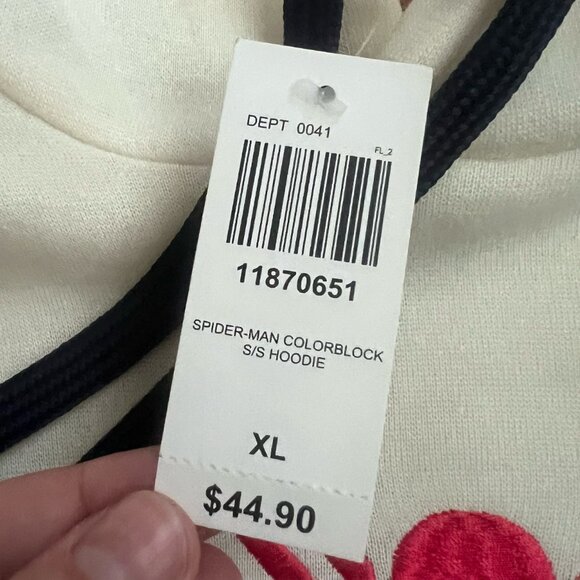 DEPT 0041
FL_2
11870651
SPIDER-MAN COLORBLOCK
S/S HOODIE
XL
$44.90